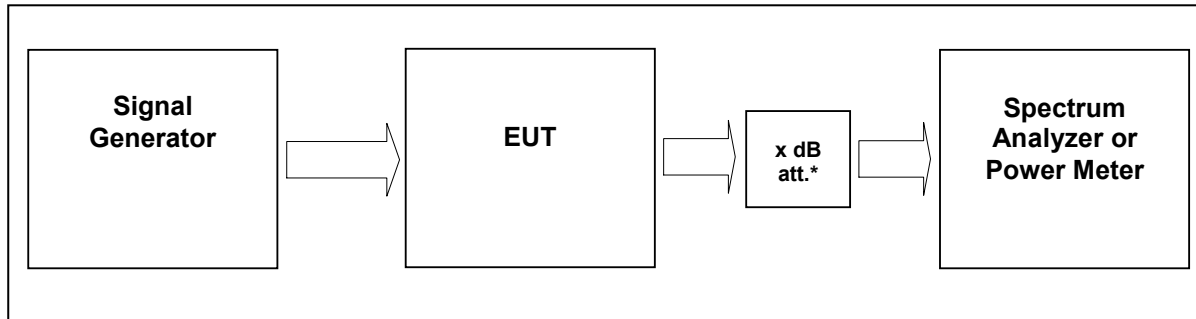 Signal
Generator
EUT
x dB
att.*
Spectrum
Analyzer or
Power Meter